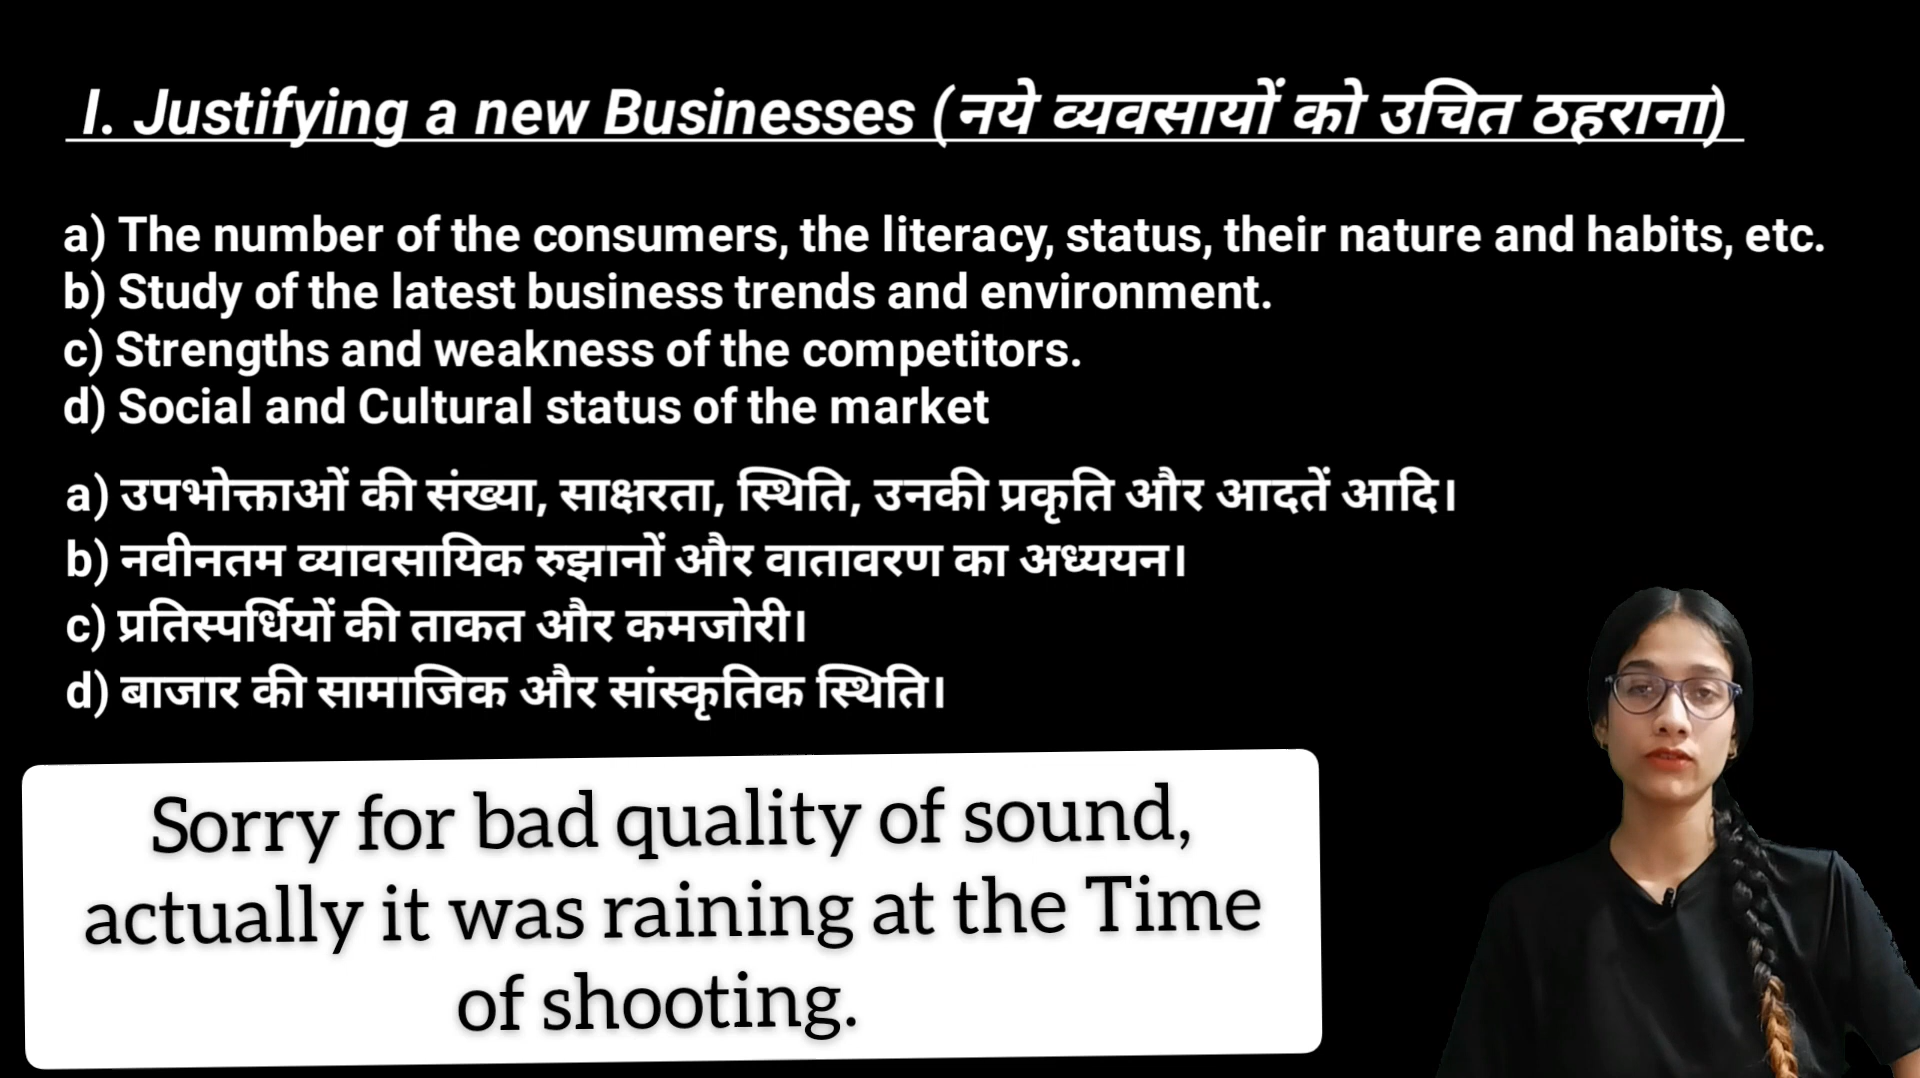 I. Justifying a new Businesses (नये व्यवसायों को उचित ठहराना)
a) The number of the consumers, the literacy, status, their nature and habits, etc.
b) Study of the latest business trends and environment.
c) Strengths and weakness of the competitors.
d) Social and Cultural status of the market
a) उपभोक्ताओं की संख्या, साक्षरता, स्थिति, उनकी प्रकृति और आदतें आदि।
b) नवीनतम व्यावसायिक रुझानों और वातावरण का अध्ययन।
c) प्रतिस्पर्धियों की ताकत और कमजोरी।
d) बाजार की सामाजिक और सांस्कृतिक स्थिति।
Sorry for bad quality of sound,
actually it was raining at the Time
of shooting.